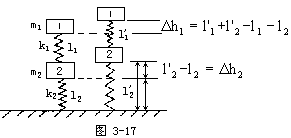 1
m₁ 1 Δh₁ = l'₁+l'₂-l₁-l₂
l'₁
k₁ l₁
2
m₂ 2 l'₂-l₂ = Δh₂
k₂ l₂ l'₂
图 3-17